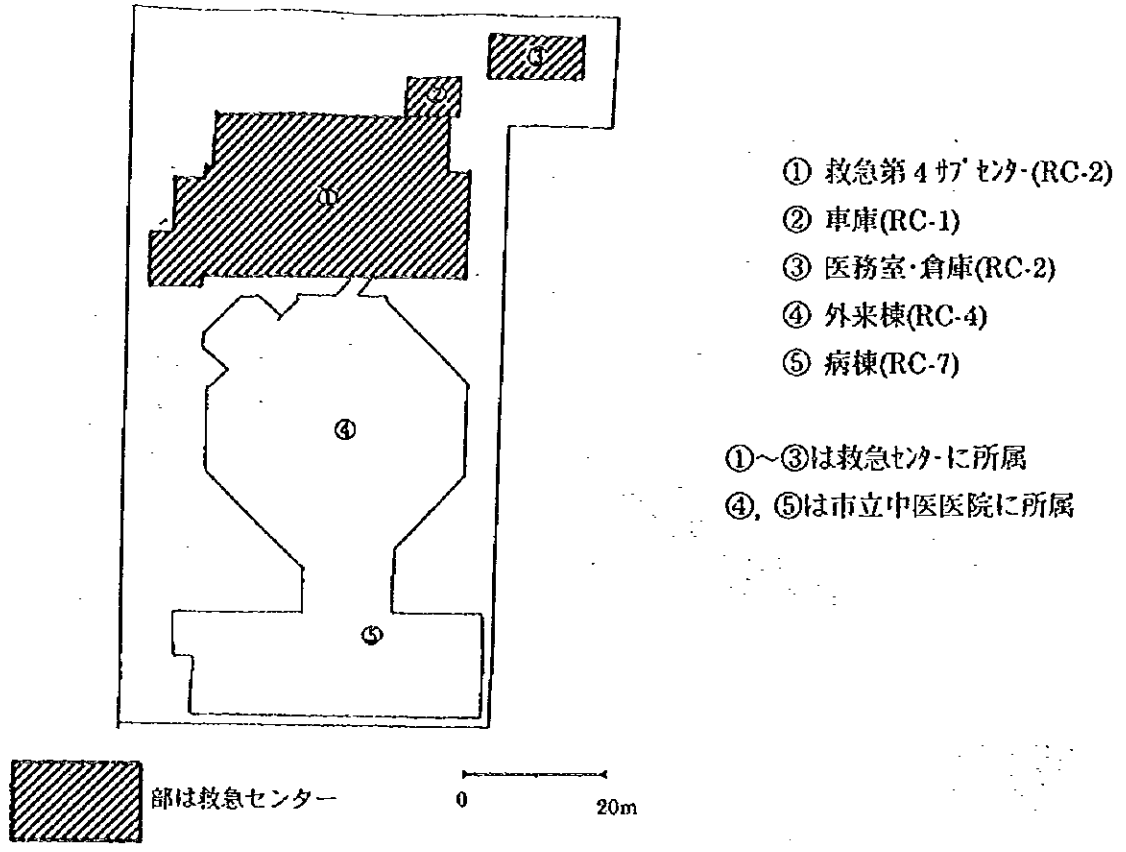 ③
②
①
④
⑤
① 救急第4サブセンター(RC-2)
② 車庫(RC-1)
③ 医務室・倉庫(RC-2)
④ 外来棟(RC-4)
⑤ 病棟(RC-7)
①～③は救急センターに所属
④, ⑤は市立中医医院に所属
部は救急センター
0 20m